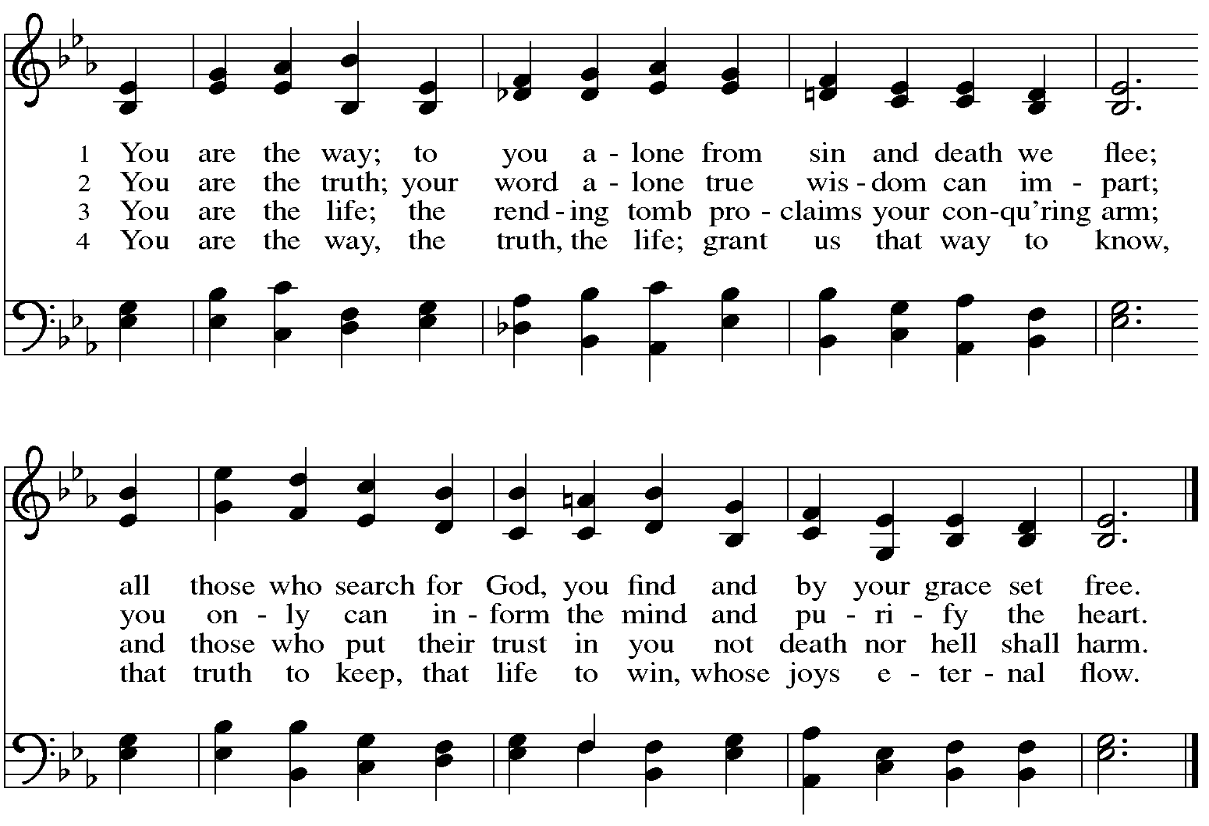 1 You are the way; to you a - lone from sin and death we flee;
2 You are the truth; your word a - lone true wis - dom can im - part;
3 You are the life; the rend - ing tomb pro - claims your con - qu'ring arm;
4 You are the way, the truth, the life; grant us that way to know,
all those who search for God, you find and by your grace set free.
you on - ly can in - form the mind and pu - ri - fy the heart.
and those who put their trust in you not death nor hell shall harm.
that truth to keep, that life to win, whose joys e - ter - nal flow.